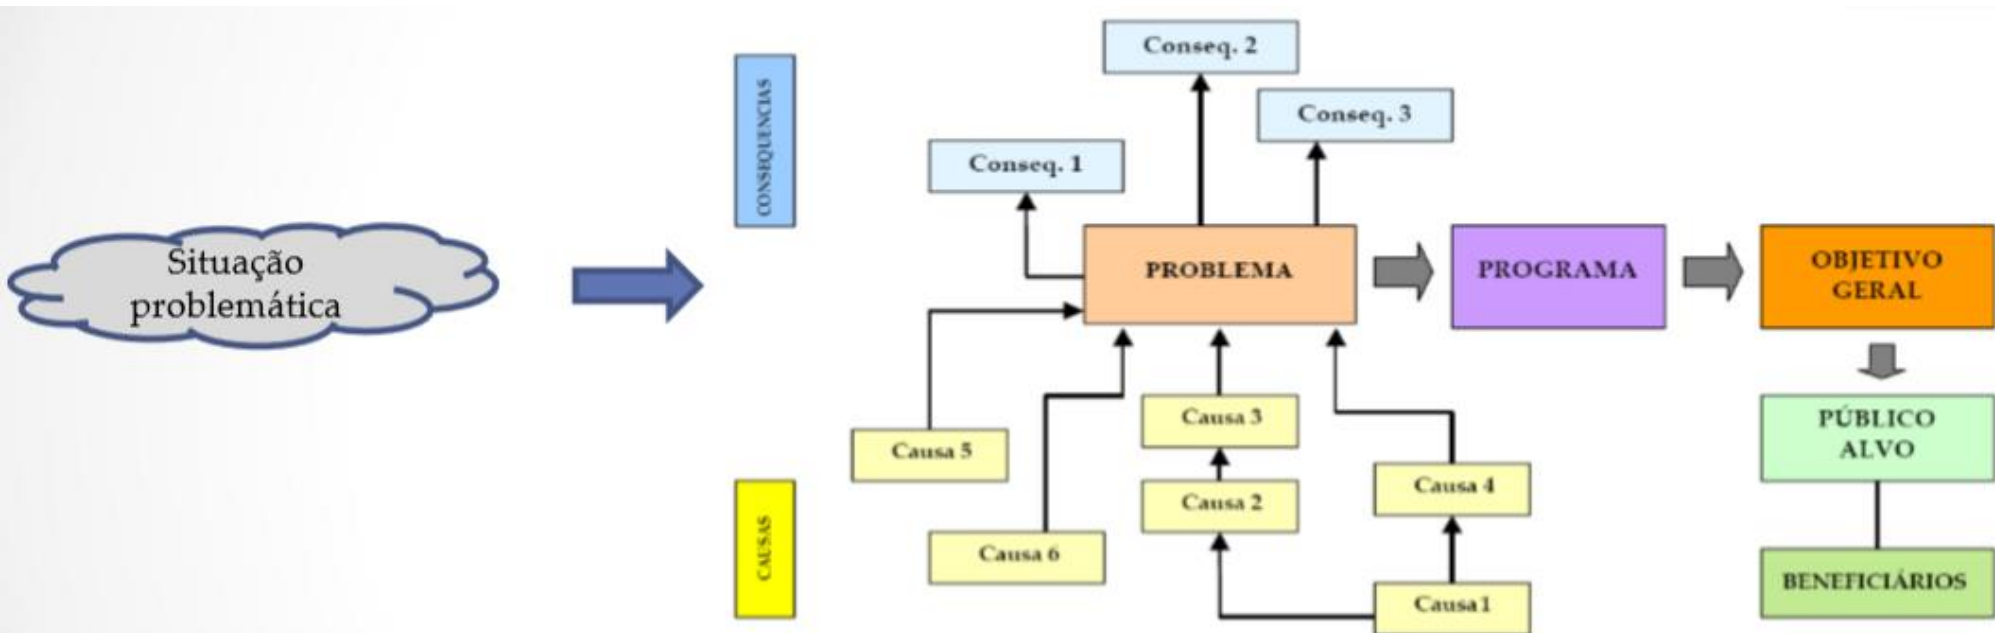 Situação
problemática
CONSEQUENCIAS
CAUSAS
Conseq. 2
Conseq. 3
Conseq. 1
PROBLEMA
PROGRAMA
OBJETIVO
GERAL
Causa 3
Causa 5
Causa 2
Causa 4
Causa 6
Causa 1
PÚBLICO
ALVO
BENEFICIÁRIOS